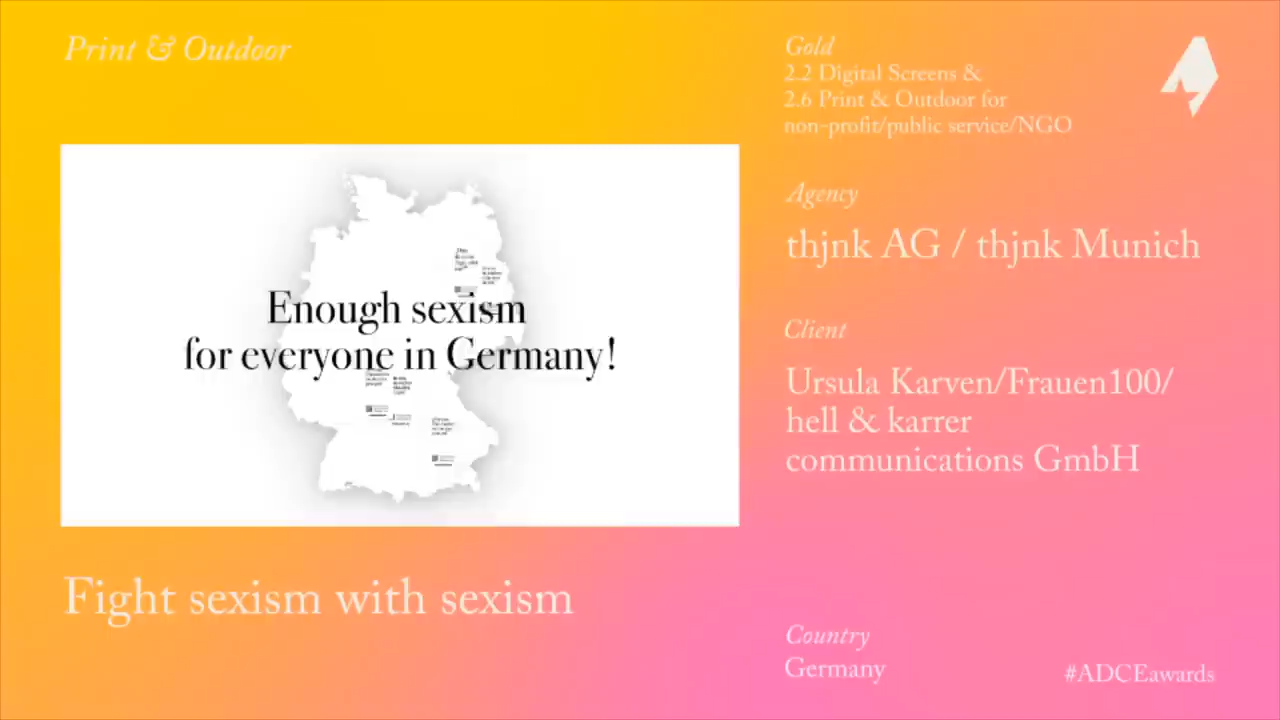 Print & Outdoor
Enough sexism
for everyone in Germany!
Fight sexism with sexism
Gold
2.2 Digital Screens &
2.6 Print & Outdoor for
non-profit/public service/NGO
Agency
thjnk AG / thjnk Munich
Client
Ursula Karven/Frauen100/
hell & karrer
communications GmbH
Country
Germany
#ADCEawards